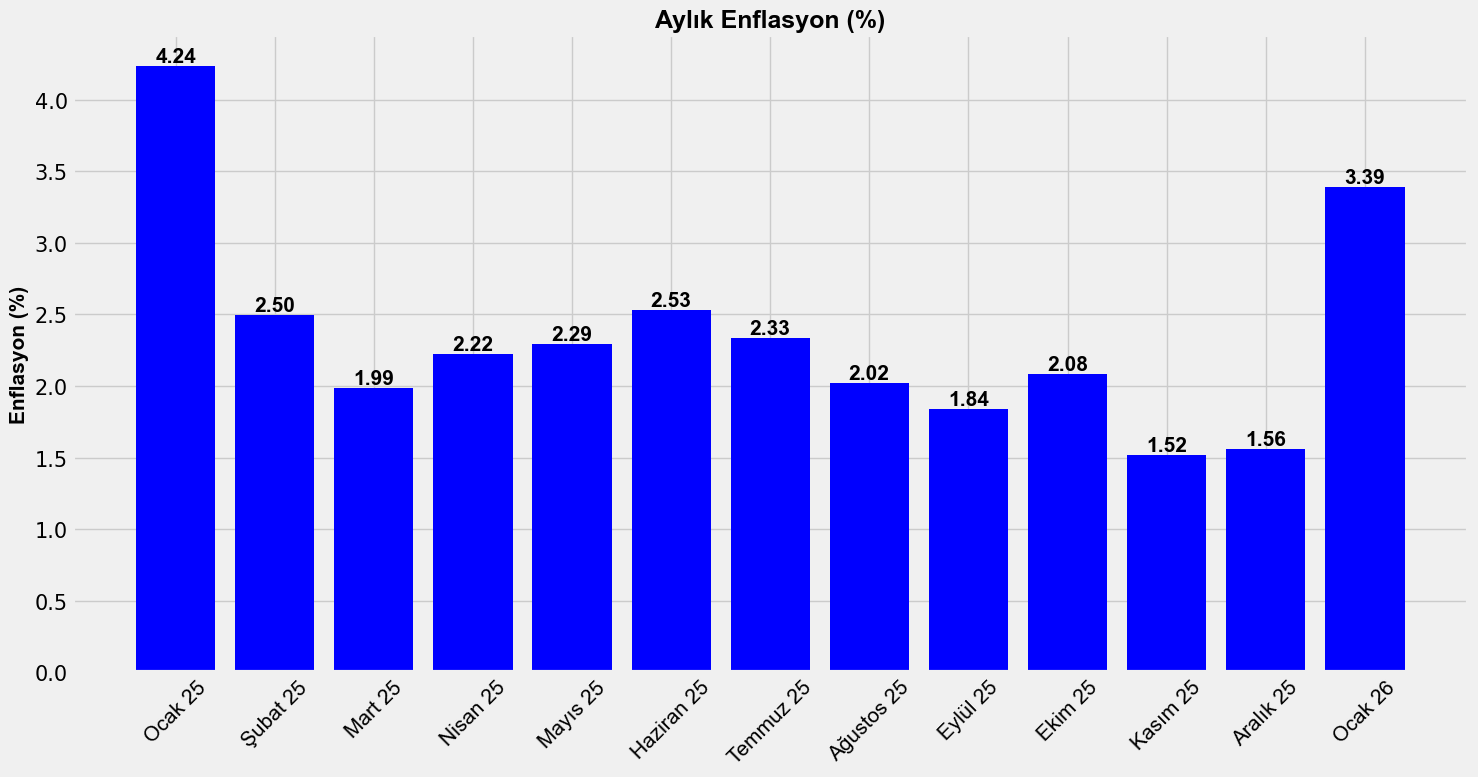 Aylık Enflasyon (%)
Enflasyon (%)
4.0
3.5
3.0
2.5
2.0
1.5
1.0
0.5
0.0
4.24
2.50
1.99
2.22
2.29
2.53
2.33
2.02
1.84
2.08
1.52
1.56
3.39
Ocak 25
Şubat 25
Mart 25
Nisan 25
Mayıs 25
Haziran 25
Temmuz 25
Ağustos 25
Eylül 25
Ekim 25
Kasım 25
Aralık 25
Ocak 26